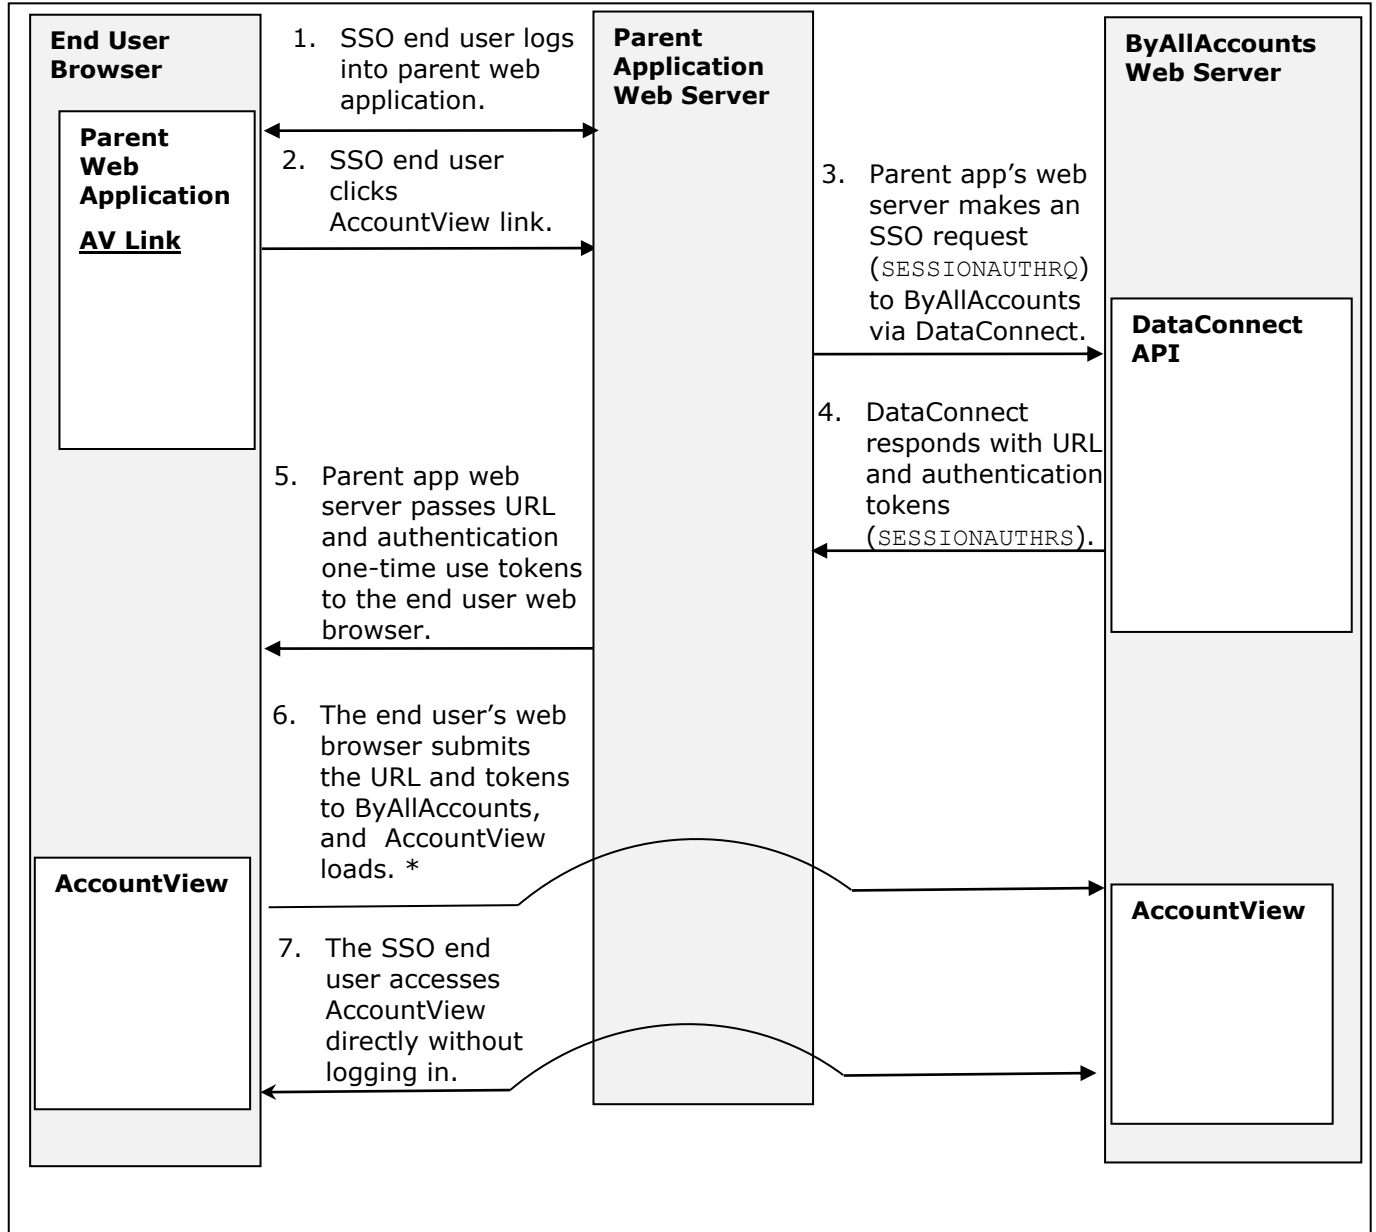 End User
Browser
Parent
Web
Application
AV Link
1. SSO end user logs
into parent web
application.
2. SSO end user
clicks
AccountView link.
Parent
Application
Web Server
3. Parent app’s web
server makes an
SSO request
(SESSIONAUTHRQ)
to ByAllAccounts
via DataConnect.
ByAllAccounts
Web Server
DataConnect
API
4. DataConnect
responds with URL
and authentication
tokens
(SESSIONAUTHRS).
5. Parent app web
server passes URL
and authentication
one-time use tokens
to the end user web
browser.
6. The end user’s web
browser submits
the URL and tokens
to ByAllAccounts,
and  AccountView
loads. *
AccountView
AccountView
7. The SSO end
user accesses
AccountView
directly without
logging in.